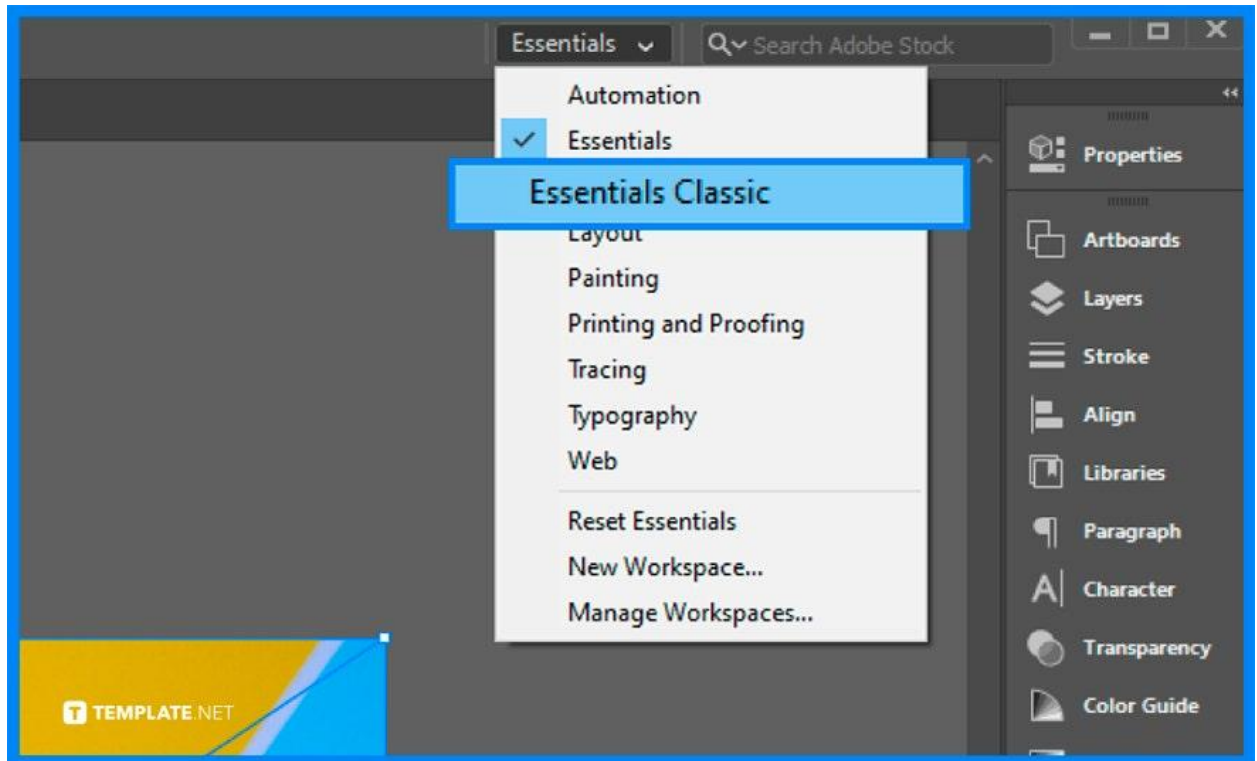 Essentials
Search Adobe Stock
Automation
Essentials
Essentials Classic
Layout
Painting
Printing and Proofing
Tracing
Typography
Web
Reset Essentials
New Workspace...
Manage Workspaces...
Properties
Artboards
Layers
Stroke
Align
Libraries
Paragraph
Character
Transparency
Color Guide
T TEMPLATE.NET